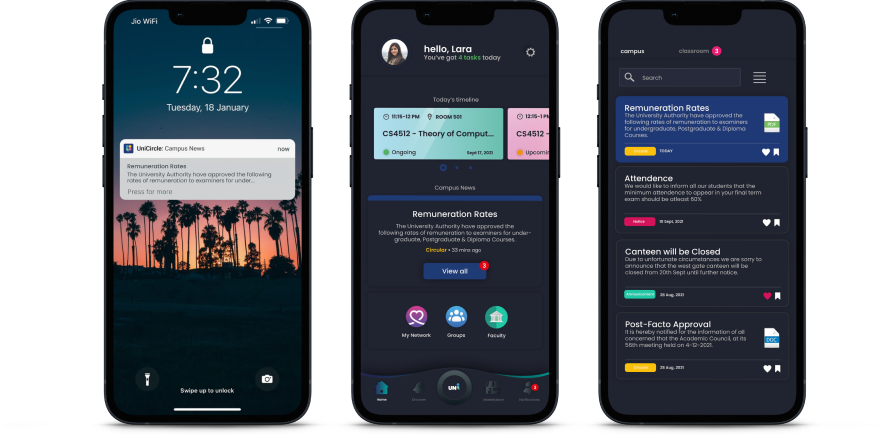 Jio WiFi
7:32
Tuesday, 18 January
UniCircle: Campus News
now
Remuneration Rates
The University Authority have approved the following
rates of remuneration to examiners for under...
Press for more
Swipe up to unlock
hello, Lara
You've got 4 tasks today
Today's timeline
11:15-12 PM
ROOM 501
CS4512 - Theory of Comput...
Ongoing
Sept 17, 2021
12:15-1 P
CS4512 -
Upcomin
Campus News
Remuneration Rates
The University Authority have approved the
following rates of remuneration to examiners for under-
graduate, Postgraduate & Diploma Courses.
Circular • 33 mins ago
View all
3
My Network
Groups
Faculty
Home
Discover
UNi
3
campus
classroom 3
Search
Remuneration Rates
The University Authority have approved the
following rates of remuneration to examiners
for undergraduate, Postgraduate & Diploma
Courses.
Circular
TODAY
Attendence
We would like to inform all our students that the
minimum attendence to appear in your final term
exam should be atleast 60%
Notice
15 Sept, 2021
Canteen will be Closed
Due to unfortunate circumstances we are sorry to
announce that the west gate canteen will be
closed from 20th Sept until further notice.
Announcement
28 Aug, 2021
Post-Facto Approval
It is hereby notified for the information of all
concerned that the Academic Council, at its
56th meeting held on 4-12-2021.
DOC
Circular
28 Aug, 2021